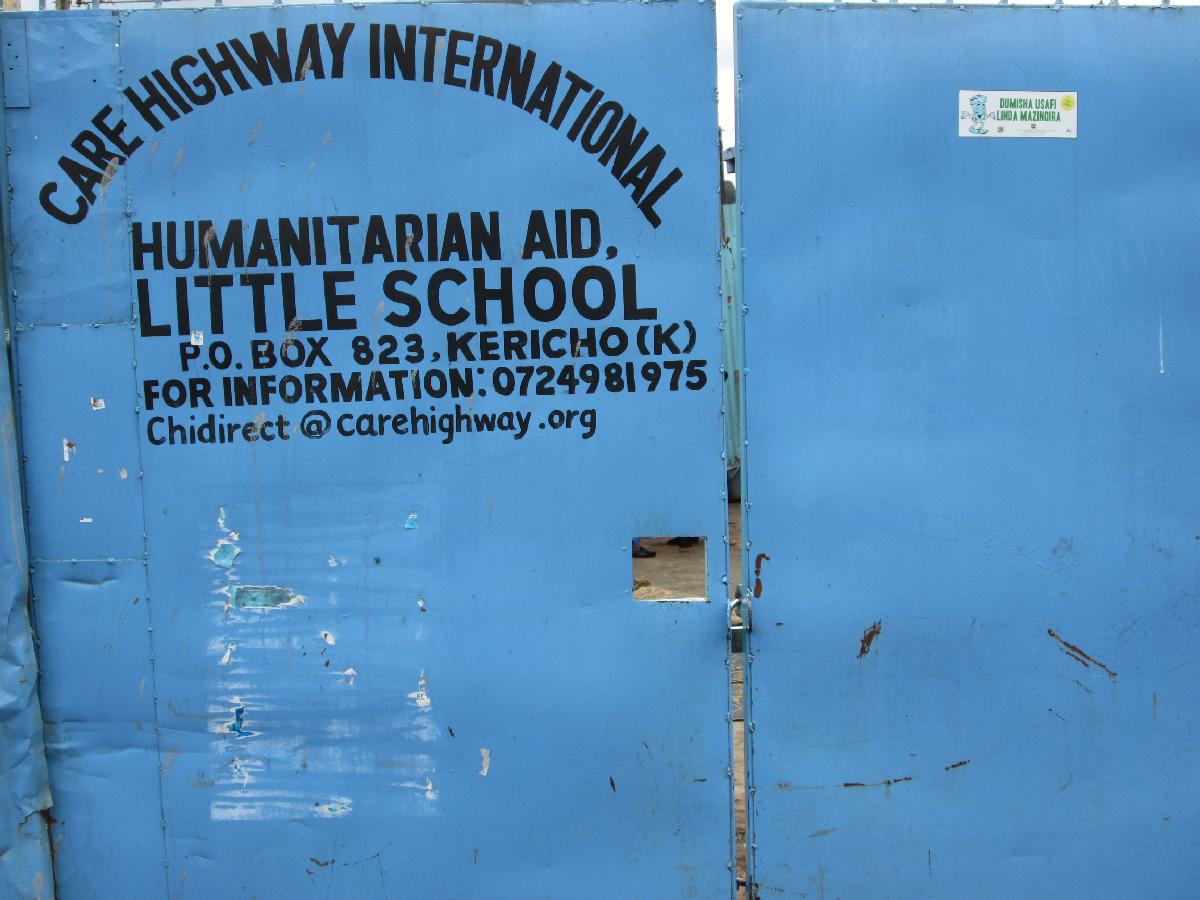 CARE HIGHWAY INTERNATIONAL
HUMANITARIAN AID,
LITTLE SCHOOL
P.O. BOX 823, KERICHO (K)
FOR INFORMATION: 0724981975
Chidirect @ carehighway.org
DUMISHA USAFI
LINDA MAZINGIRA